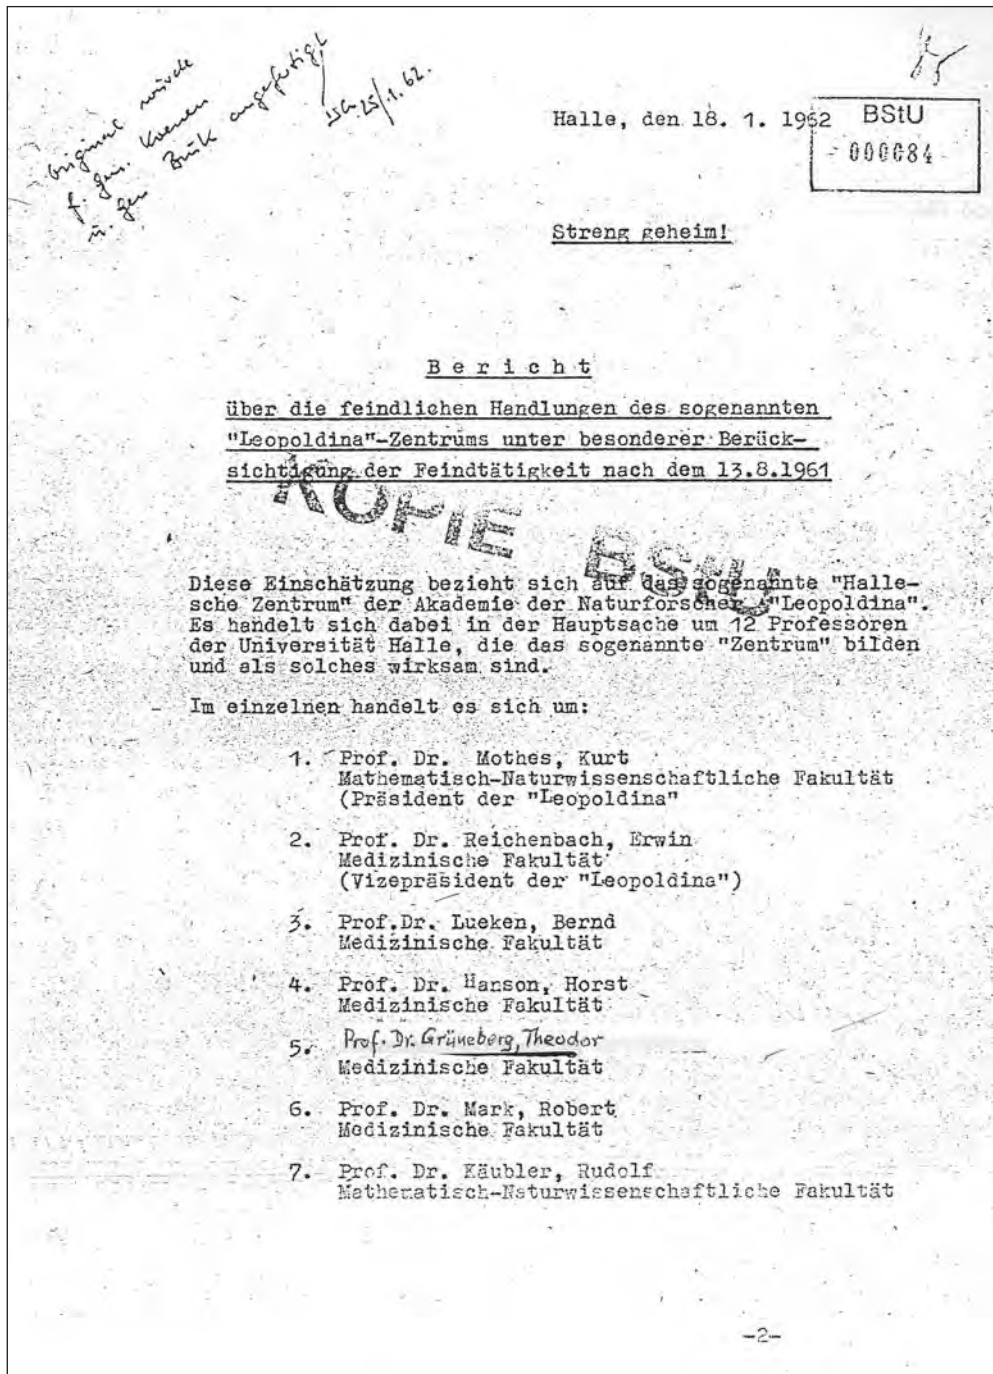 original wurde
f. gen. Koenen
u. gen Brük angefertigt
25/1.62.
Halle, den 18. 1. 1962
BStU
000084
Streng geheim!
Bericht
über die feindlichen Handlungen des sogenannten
"Leopoldina"-Zentrums unter besonderer Berück-
sichtigung der Feindtätigkeit nach dem 13.8.1961
KOPIE BStU
Diese Einschätzung bezieht sich auf das sogenannte "Halle-
sche Zentrum" der Akademie der Naturforscher "Leopoldina".
Es handelt sich dabei in der Hauptsache um 12 Professoren
der Universität Halle, die das sogenannte "Zentrum" bilden
und als solches wirksam sind.
Im einzelnen handelt es sich um:
1. Prof. Dr. Mothes, Kurt
Mathematisch-Naturwissenschaftliche Fakultät
(Präsident der "Leopoldina"
2. Prof. Dr. Reichenbach, Erwin
Medizinische Fakultät
(Vizepräsident der "Leopoldina")
3. Prof.Dr. Lueken, Bernd
Medizinische Fakultät
4. Prof. Dr. Hanson, Horst
Medizinische Fakultät
5. Prof. Dr. Grüneberg, Theodor
Medizinische Fakultät
6. Prof. Dr. Mark, Robert
Medizinische Fakultät
7. Prof. Dr. Käubler, Rudolf
Mathematisch-Naturwissenschaftliche Fakultät
-2-